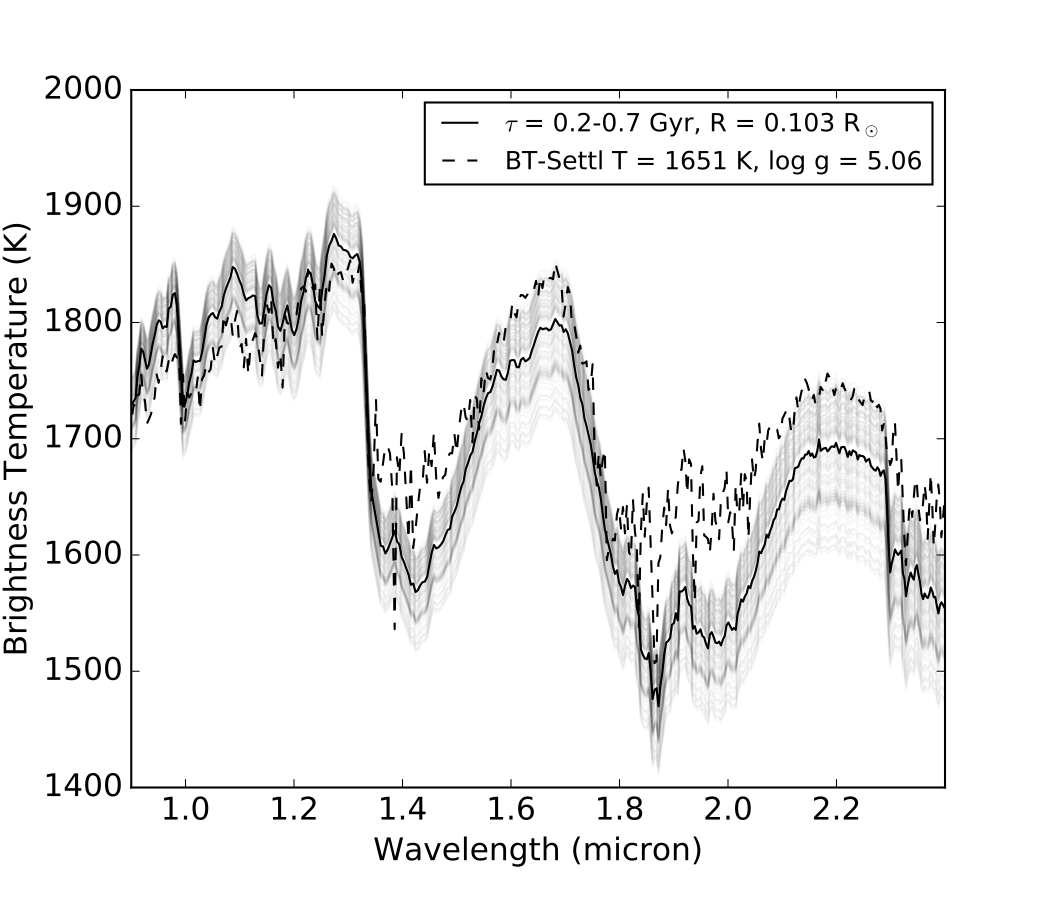 2000
1900
1800
1700
1600
1500
1400
Brightness Temperature (K)
τ = 0.2-0.7 Gyr, R = 0.103 R☉
BT-Settl T = 1651 K, log g = 5.06
1.0 1.2 1.4 1.6 1.8 2.0 2.2
Wavelength (micron)